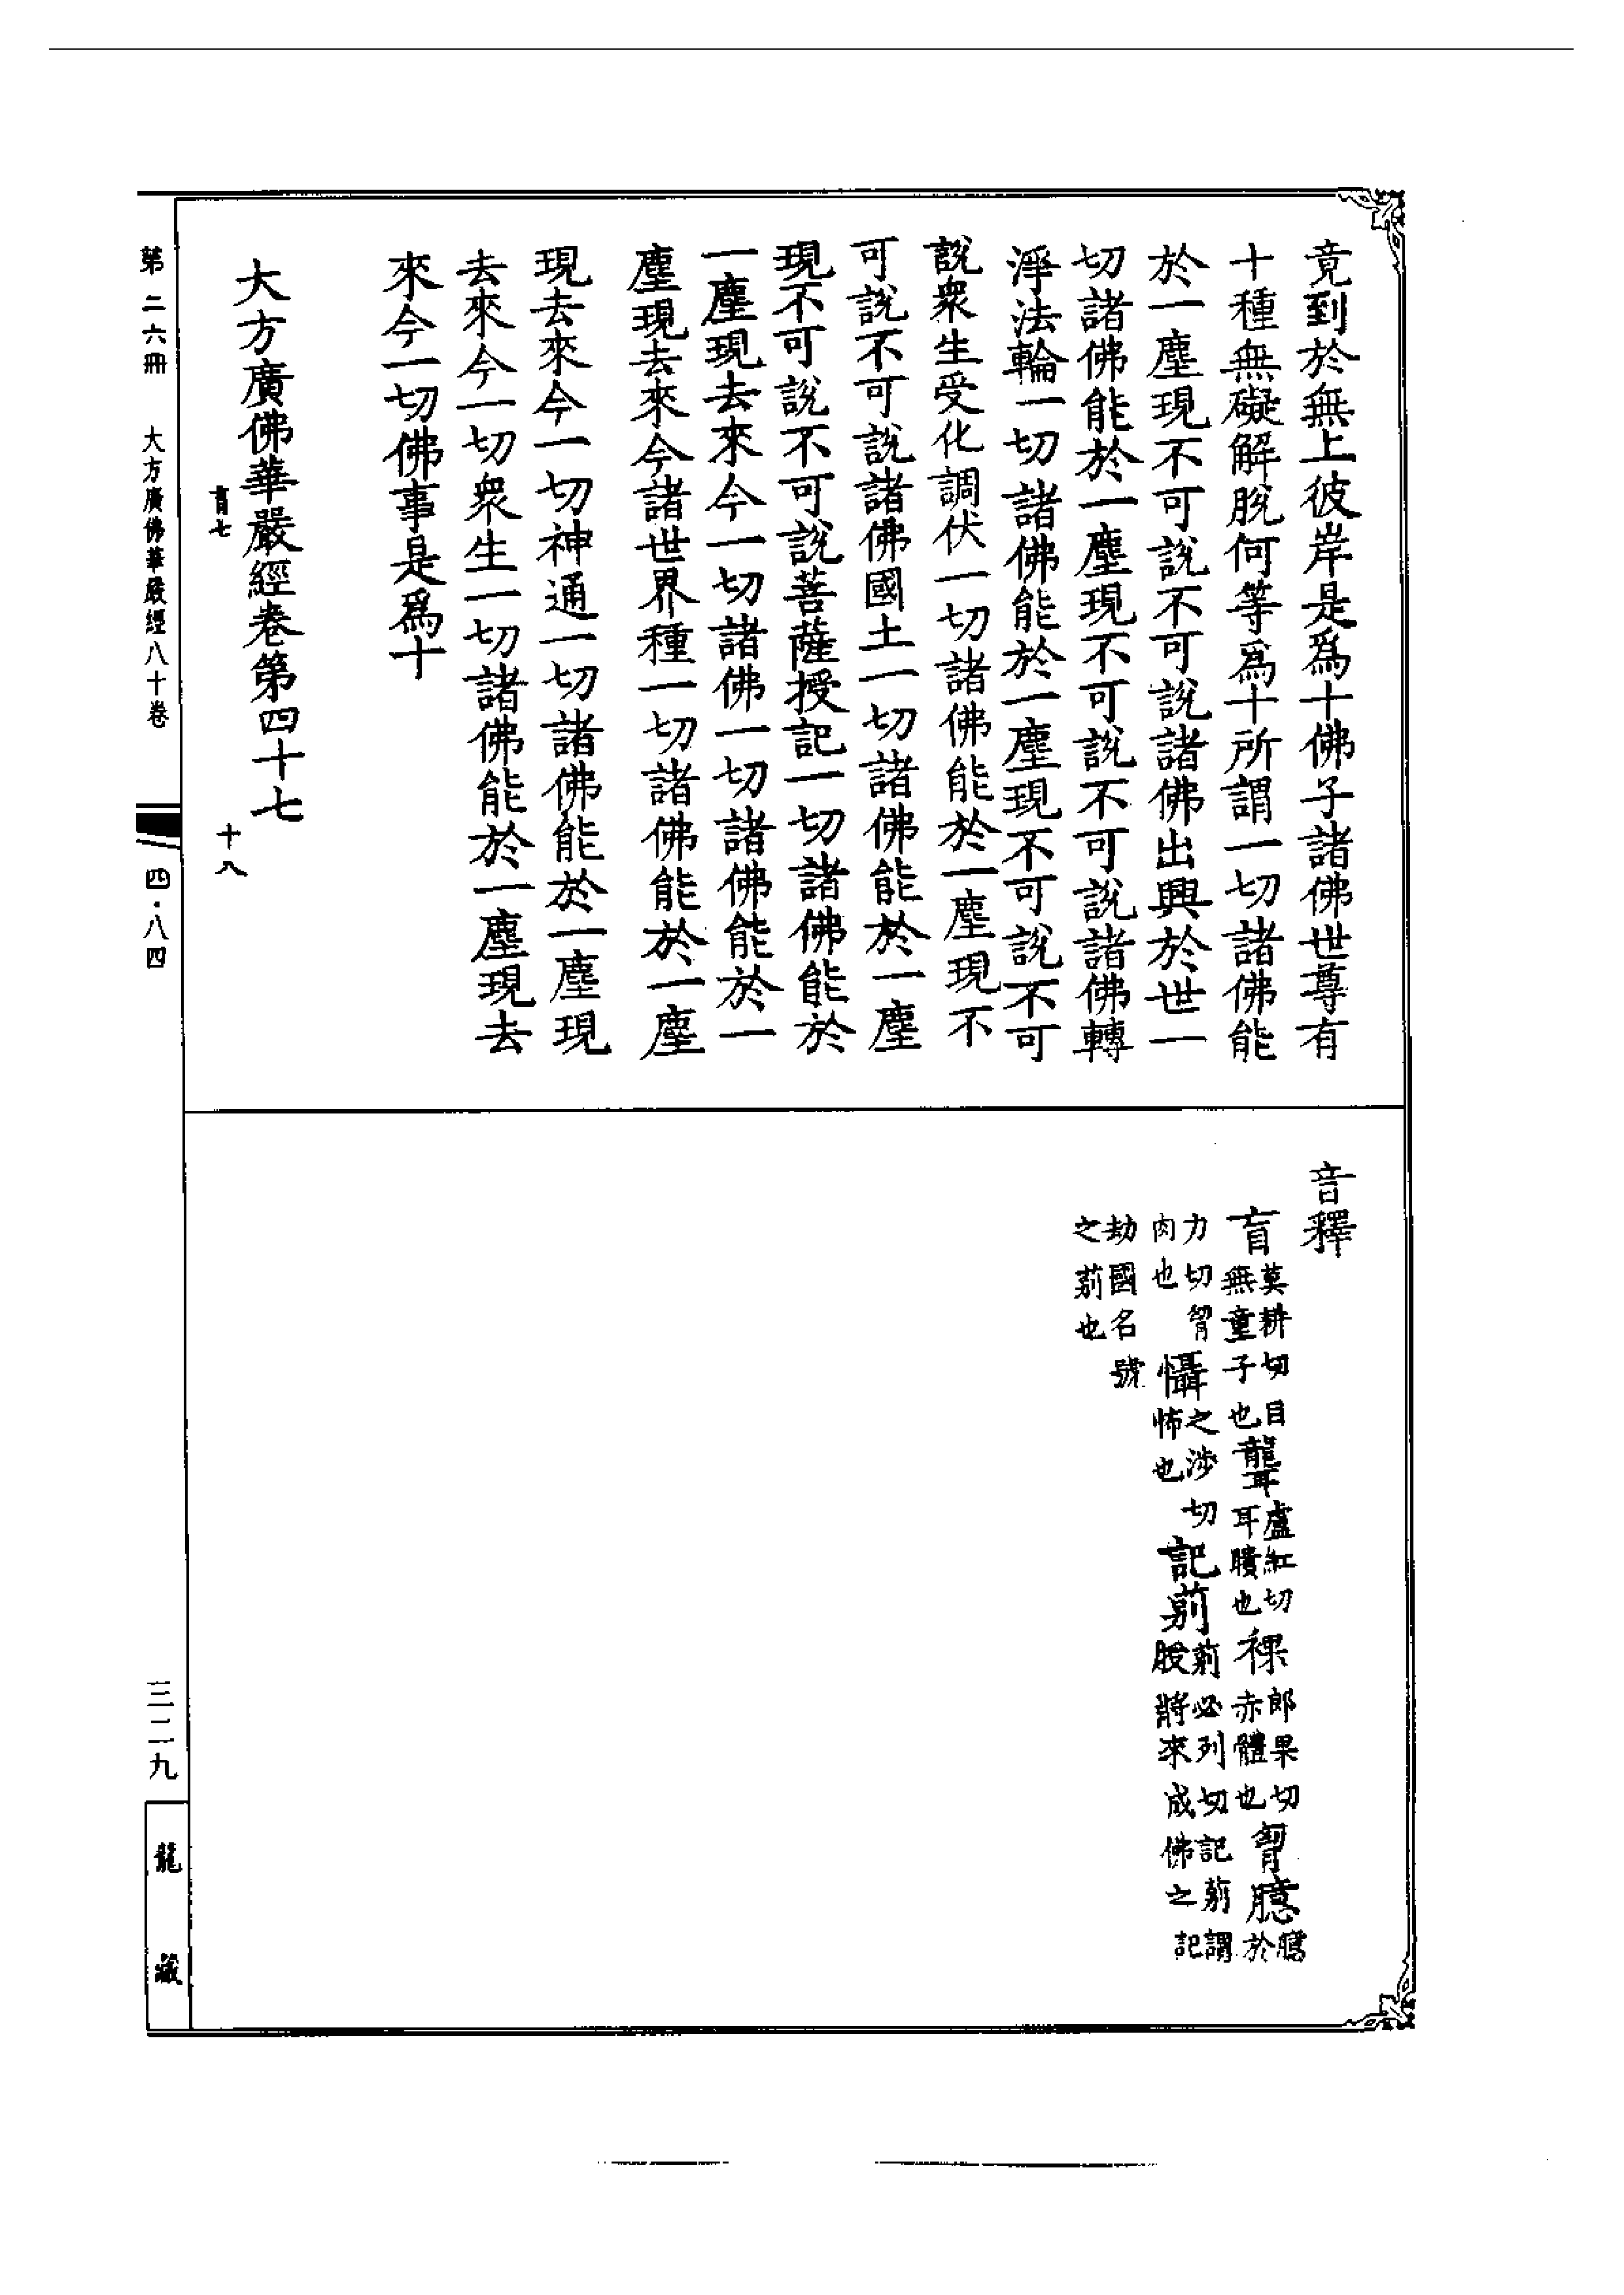 竟到於無上彼岸是爲十佛子諸佛世尊有
十種無礙解脫何等爲十所謂一切諸佛能
於一塵現不可說不可說諸佛出興於世一
切諸佛能於一塵現不可說不可說諸佛轉
淨法輪一切諸佛能於一塵現不可說不可
說衆生受化調伏一切諸佛能於一塵現不
可說不可說諸佛國土一切諸佛能於一塵
現不可說不可說菩薩授記一切諸佛能於
一塵現去來今一切諸佛一切諸佛能於一
塵現去來今諸世界種一切諸佛能於一塵
現去來今一切神通一切諸佛能於一塵現
去來今一切衆生一切諸佛能於一塵現去
來今一切佛事是爲十
大方廣佛華嚴經卷第四十七
盲七 十八
音釋
盲莫耕切目無童子也聾盧紅切耳聵也裸郎果切赤體也胷臆臆於
力切胷肉也懾之涉切怖也記莂莂必列切記莂謂記
劫國名號之莂也
第二六冊 大方廣佛華嚴經八十卷 四·八四 三二九 龍藏